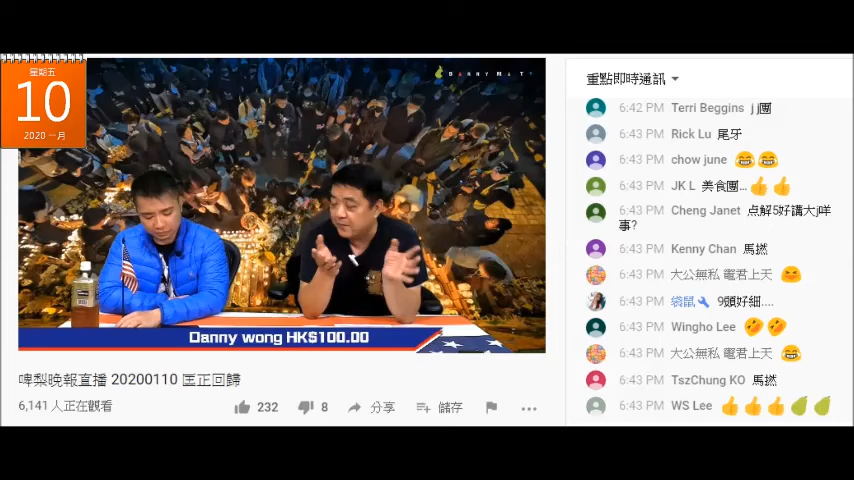 星期五
10
2020 一月
DANNY MA
Danny wong HK$100.00
啤梨晚報直播 20200110 匡正回歸
6,141 人正在觀看
232
8
分享
儲存
重點即時通訊
6:42 PM Terri Beggins j j團
6:43 PM Rick Lu 尾牙
6:43 PM chow june 😂😂
6:43 PM JK L 美食團...👍👍
6:43 PM Cheng Janet 点解5好講大j咩
事?
6:43 PM Kenny Chan 馬撚
6:43 PM 大公無私 竜君上天 😆
6:43 PM 袋鼠 9頭好細....
6:43 PM Wingho Lee 🤣🤣
6:43 PM 大公無私 竜君上天 😂
6:43 PM TszChung KO 馬撚
6:43 PM WS Lee 👍👍👍🍐🍐